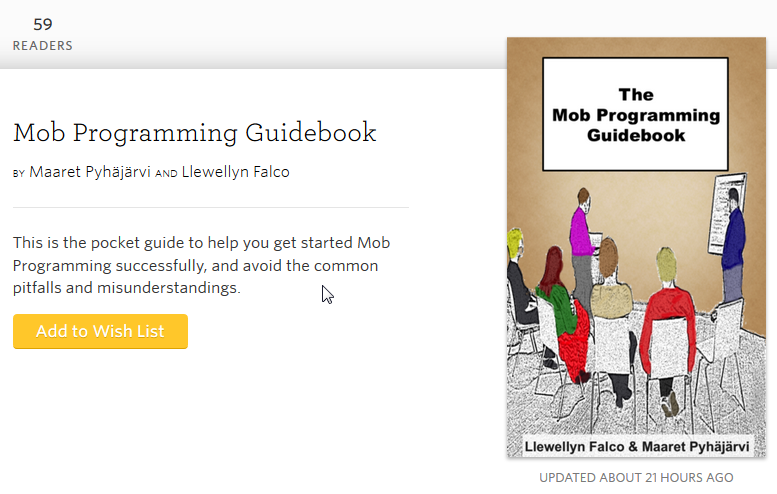 59
READERS
Mob Programming Guidebook
BY Maaret Pyhäjärvi AND Llewellyn Falco
This is the pocket guide to help you get started Mob
Programming successfully, and avoid the common
pitfalls and misunderstandings.
Add to Wish List
The
Mob Programming
Guidebook
Llewellyn Falco & Maaret Pyhäjärvi
UPDATED ABOUT 21 HOURS AGO